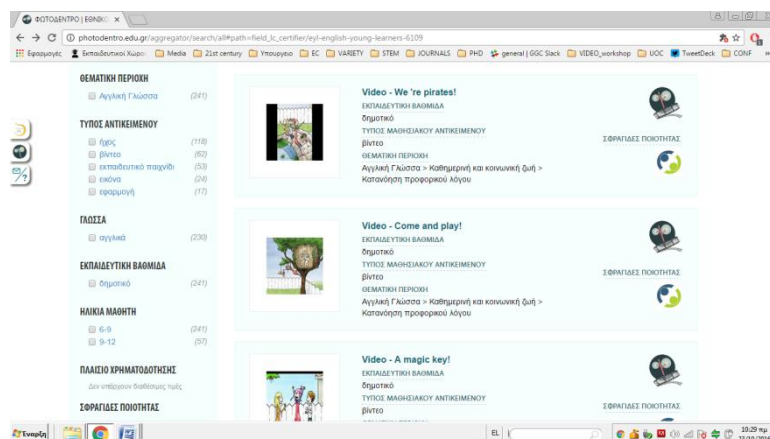 ΦΩΤΟΔΕΝΤΡΟ | ΕΘΝΙΚΟ
photodentro.edu.gr/aggregator/search/all#path=field_lc_certifier/eyl-english-young-learners-6109
Εφαρμογές
Εκπαιδευτικοί Χώροι
Media
21st century
Υπουργείο
EC
VARIETY
STEM
JOURNALS
PHD
general | GGC Slack
VIDEO_workshop
UOC
TweetDeck
CONF
ΘΕΜΑΤΙΚΗ ΠΕΡΙΟΧΗ
Αγγλική Γλώσσα (241)
ΤΥΠΟΣ ΑΝΤΙΚΕΙΜΕΝΟΥ
ήχος (118)
βίντεο (62)
εκπαιδευτικό παιχνίδι (53)
εικόνα (24)
εφαρμογή (17)
ΓΛΩΣΣΑ
αγγλικά (230)
ΕΚΠΑΙΔΕΥΤΙΚΗ ΒΑΘΜΙΔΑ
δημοτικό (241)
ΗΛΙΚΙΑ ΜΑΘΗΤΗ
6-9 (241)
9-12 (57)
ΠΛΑΙΣΙΟ ΧΡΗΜΑΤΟΔΟΤΗΣΗΣ
Δεν υπάρχουν διαθέσιμες τιμές
ΣΦΡΑΓΙΔΕΣ ΠΟΙΟΤΗΤΑΣ
Video - We 're pirates!
ΕΚΠΑΙΔΕΥΤΙΚΗ ΒΑΘΜΙΔΑ
δημοτικό
ΤΥΠΟΣ ΜΑΘΗΣΙΑΚΟΥ ΑΝΤΙΚΕΙΜΕΝΟΥ
βίντεο
ΘΕΜΑΤΙΚΗ ΠΕΡΙΟΧΗ
Αγγλική Γλώσσα > Καθημερινή και κοινωνική ζωή >
Κατανόηση προφορικού λόγου
ΣΦΡΑΓΙΔΕΣ ΠΟΙΟΤΗΤΑΣ
Video - Come and play!
ΕΚΠΑΙΔΕΥΤΙΚΗ ΒΑΘΜΙΔΑ
δημοτικό
ΤΥΠΟΣ ΜΑΘΗΣΙΑΚΟΥ ΑΝΤΙΚΕΙΜΕΝΟΥ
βίντεο
ΘΕΜΑΤΙΚΗ ΠΕΡΙΟΧΗ
Αγγλική Γλώσσα > Καθημερινή και κοινωνική ζωή >
Κατανόηση προφορικού λόγου
ΣΦΡΑΓΙΔΕΣ ΠΟΙΟΤΗΤΑΣ
Video - A magic key!
ΕΚΠΑΙΔΕΥΤΙΚΗ ΒΑΘΜΙΔΑ
δημοτικό
ΤΥΠΟΣ ΜΑΘΗΣΙΑΚΟΥ ΑΝΤΙΚΕΙΜΕΝΟΥ
βίντεο
ΣΦΡΑΓΙΔΕΣ ΠΟΙΟΤΗΤΑΣ
Έναρξη
EL
10:29 πμ